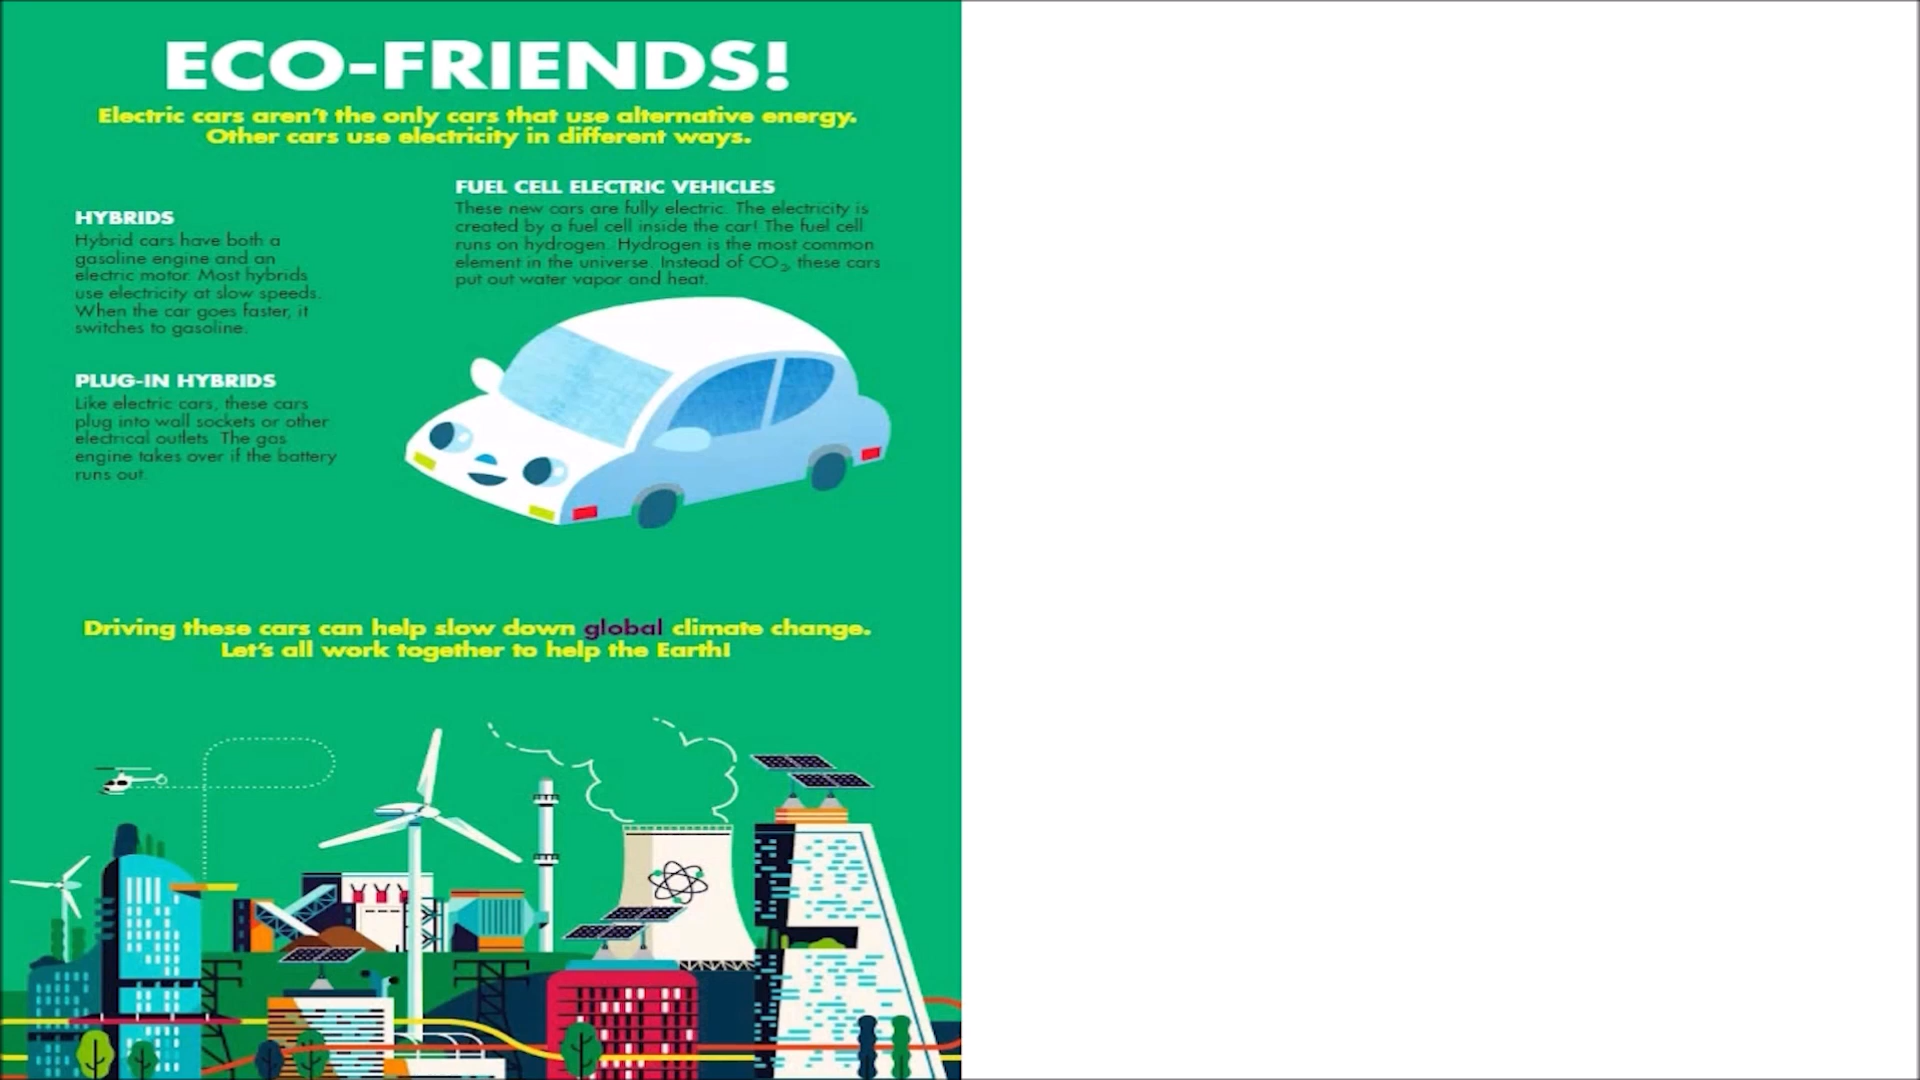 ECO-FRIENDS!
Electric cars aren't the only cars that use alternative energy.
Other cars use electricity in different ways.
HYBRIDS
Hybrid cars have both a
gasoline engine and an
electric motor. Most hybrids
use electricity at slow speeds.
When the car goes faster, it
switches to gasoline.
PLUG-IN HYBRIDS
Like electric cars, these cars
plug into wall sockets or other
electrical outlets. The gas
engine takes over if the battery
runs out.
FUEL CELL ELECTRIC VEHICLES
These new cars are fully electric. The electricity is
created by a fuel cell inside the car! The fuel cell
runs on hydrogen. Hydrogen is the most common
element in the universe. Instead of CO₂, these cars
put out water vapor and heat.
Driving these cars can help slow down global climate change.
Let's all work together to help the Earth!